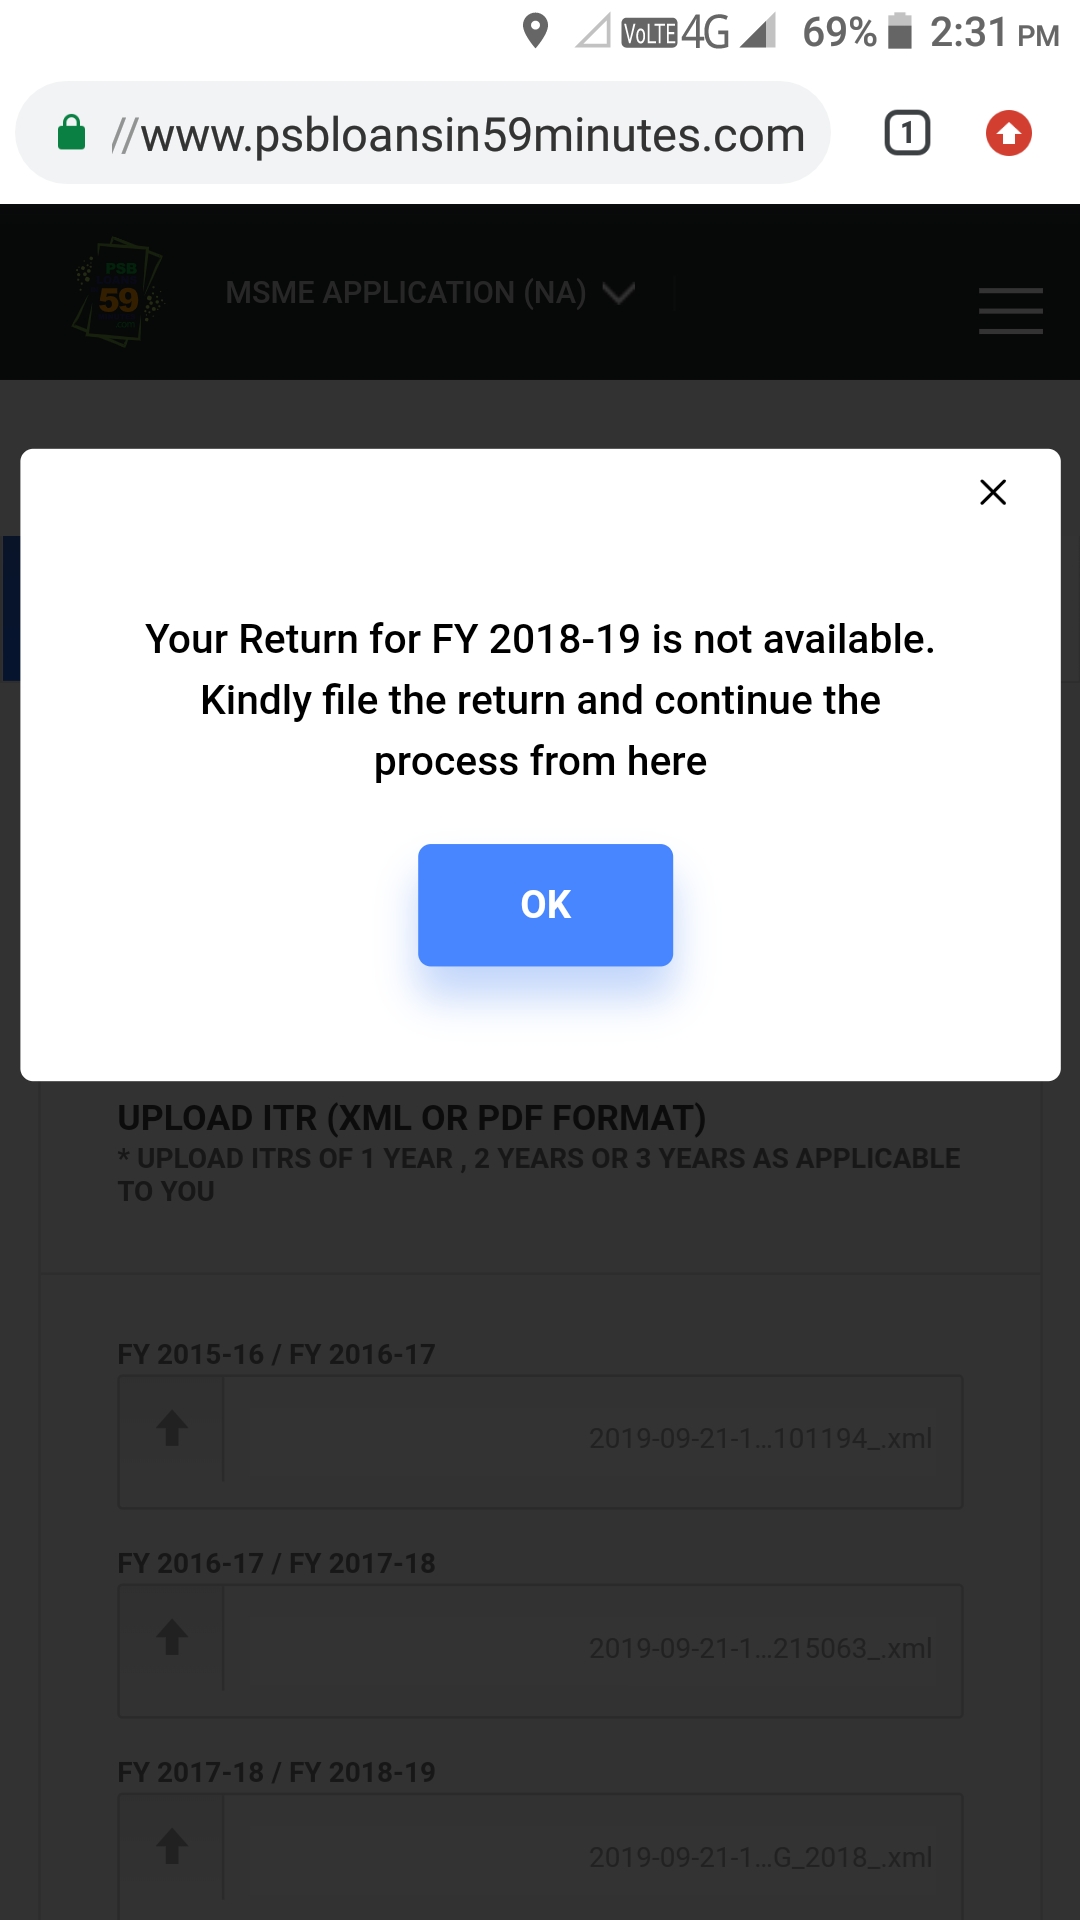 VoLTE 4G 69% 2:31 PM
//www.psbloansin59minutes.com 1
PSB
59
.com
MSME APPLICATION (NA)
Your Return for FY 2018-19 is not available.
Kindly file the return and continue the
process from here
OK
UPLOAD ITR (XML OR PDF FORMAT)
* UPLOAD ITRS OF 1 YEAR , 2 YEARS OR 3 YEARS AS APPLICABLE
TO YOU
FY 2015-16 / FY 2016-17
2019-09-21-1...101194_.xml
FY 2016-17 / FY 2017-18
2019-09-21-1...215063_.xml
FY 2017-18 / FY 2018-19
2019-09-21-1...G_2018_.xml